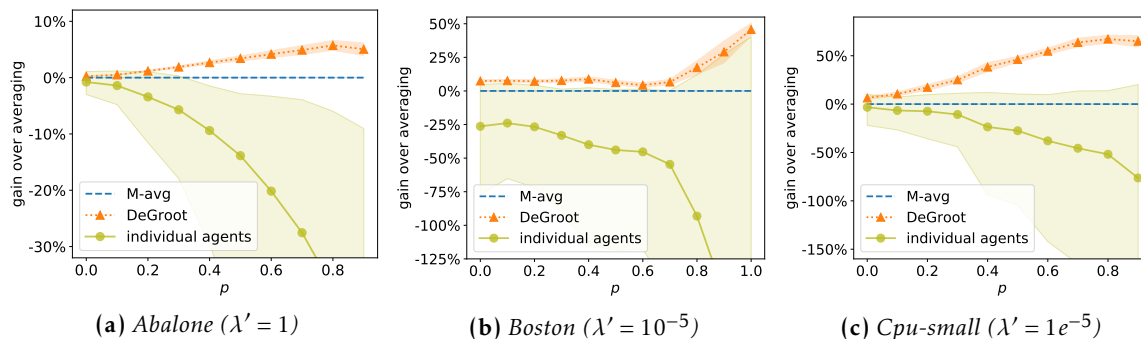 gain over averaging
10%
0%
-10%
-20%
-30%
M-avg
DeGroot
individual agents
0.0 0.2 0.4 0.6 0.8
p
(a) Abalone (λ′ = 1)
gain over averaging
50%
25%
0%
-25%
-50%
-75%
-100%
-125%
M-avg
DeGroot
individual agents
0.0 0.2 0.4 0.6 0.8 1.0
p
(b) Boston (λ′ = 10⁻⁵)
gain over averaging
50%
0%
-50%
-100%
-150%
M-avg
DeGroot
individual agents
0.0 0.2 0.4 0.6 0.8
p
(c) Cpu-small (λ′ = 1e⁻⁵)